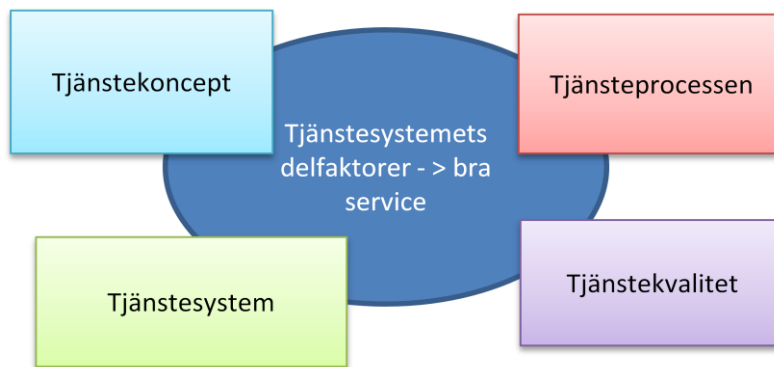 Tjänstekoncept
Tjänsteprocessen
Tjänstesystemets
delfaktorer - > bra
service
Tjänstesystem
Tjänstekvalitet